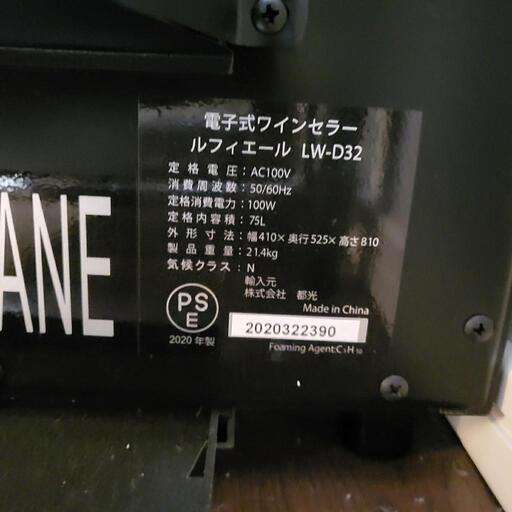 電子式ワインセラー
ルフィエール LW-D32
定格電圧：AC100V
消費周波数：50/60Hz
定格消費電力：100W
定格内容積：75L
外形寸法：幅410×奥行525×高さ810
製品重量：21.4kg
気候クラス：N
輸入元
株式会社 都光
Made in China
PS
E
2020年製
2020322390
Foaming Agent:C5H10
ANE